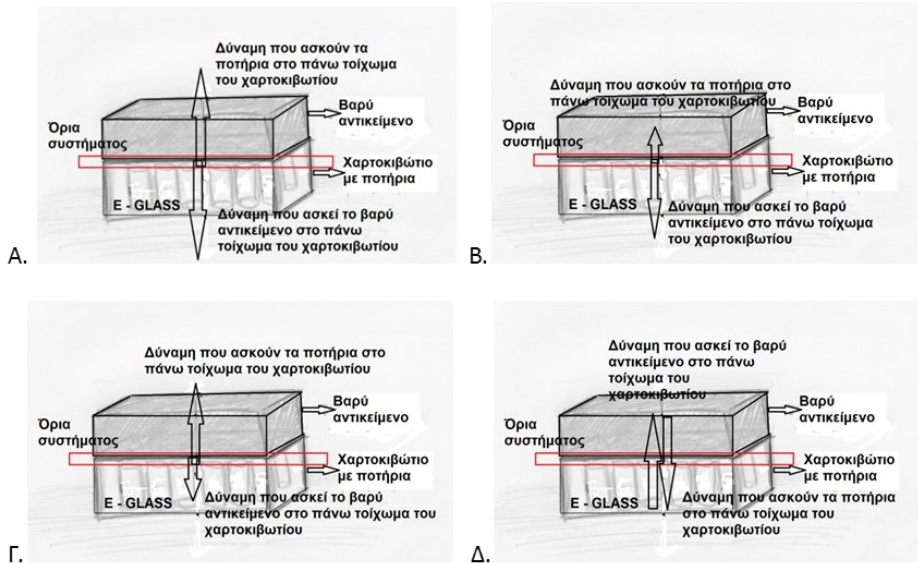 Δύναμη που ασκούν τα
ποτήρια στο πάνω τοίχωμα
του χαρτοκιβωτίου
Βαρύ
αντικείμενο
Όρια
συστήματος
Χαρτοκιβώτιο
με ποτήρια
E - GLASS
Δύναμη που ασκεί το βαρύ
αντικείμενο στο πάνω
τοίχωμα του χαρτοκιβωτίου
Α.
Δύναμη που ασκούν τα ποτήρια στο
πάνω τοίχωμα του χαρτοκιβωτίου
Βαρύ
αντικείμενο
Όρια
συστήματος
Χαρτοκιβώτιο
με ποτήρια
E - GLASS
Δύναμη που ασκεί το βαρύ
αντικείμενο στο πάνω τοίχωμα
του χαρτοκιβωτίου
Β.
Δύναμη που ασκούν τα ποτήρια στο
πάνω τοίχωμα του χαρτοκιβωτίου
Βαρύ
αντικείμενο
Όρια
συστήματος
Χαρτοκιβώτιο
με ποτήρια
E - GLASS
Δύναμη που ασκεί το βαρύ
αντικείμενο στο πάνω τοίχωμα του
χαρτοκιβωτίου
Γ.
Δύναμη που ασκεί το βαρύ
αντικείμενο στο πάνω
τοίχωμα του
χαρτοκιβωτίου
Βαρύ
αντικείμενο
Όρια
συστήματος
Χαρτοκιβώτιο
με ποτήρια
E - GLASS
Δύναμη που ασκούν τα ποτήρια
στο πάνω τοίχωμα του
χαρτοκιβωτίου
Δ.